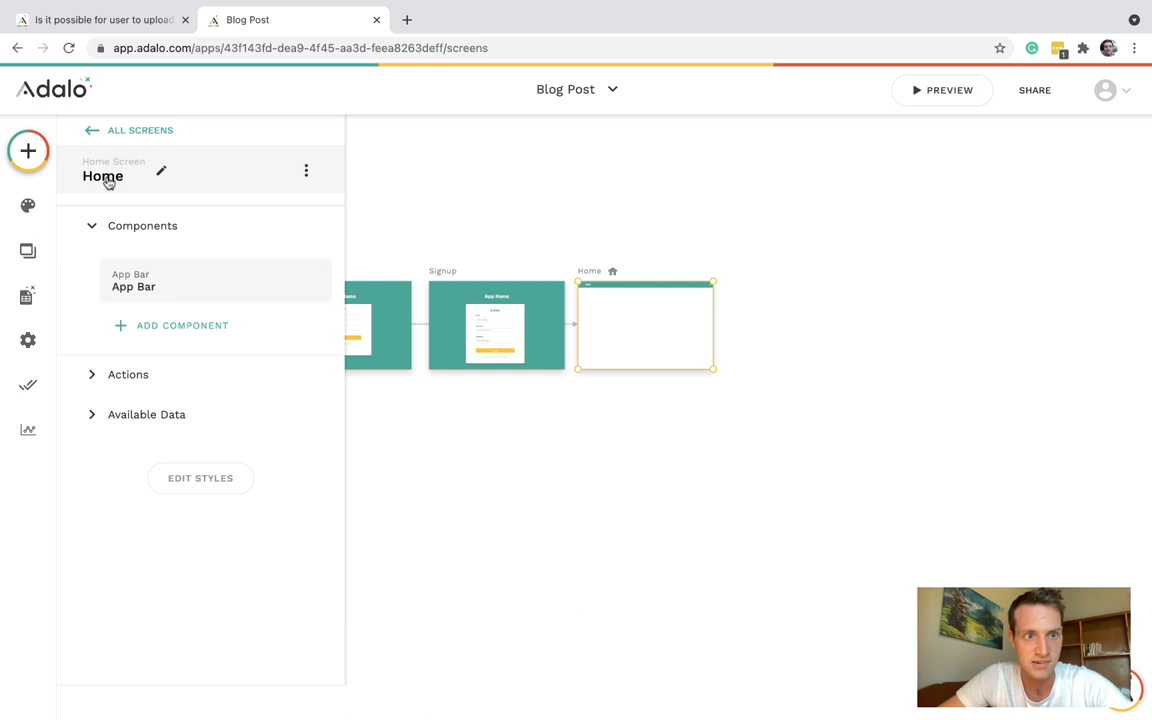 Is it possible for user to upload
Blog Post
app.adalo.com/apps/43f143fd-dea9-4f45-aa3d-feea8263deff/screens
1
Adalo
Blog Post
PREVIEW
SHARE
ALL SCREENS
Home Screen
Home
Components
App Bar
App Bar
ADD COMPONENT
Actions
Available Data
EDIT STYLES
Signup
Home
App Name